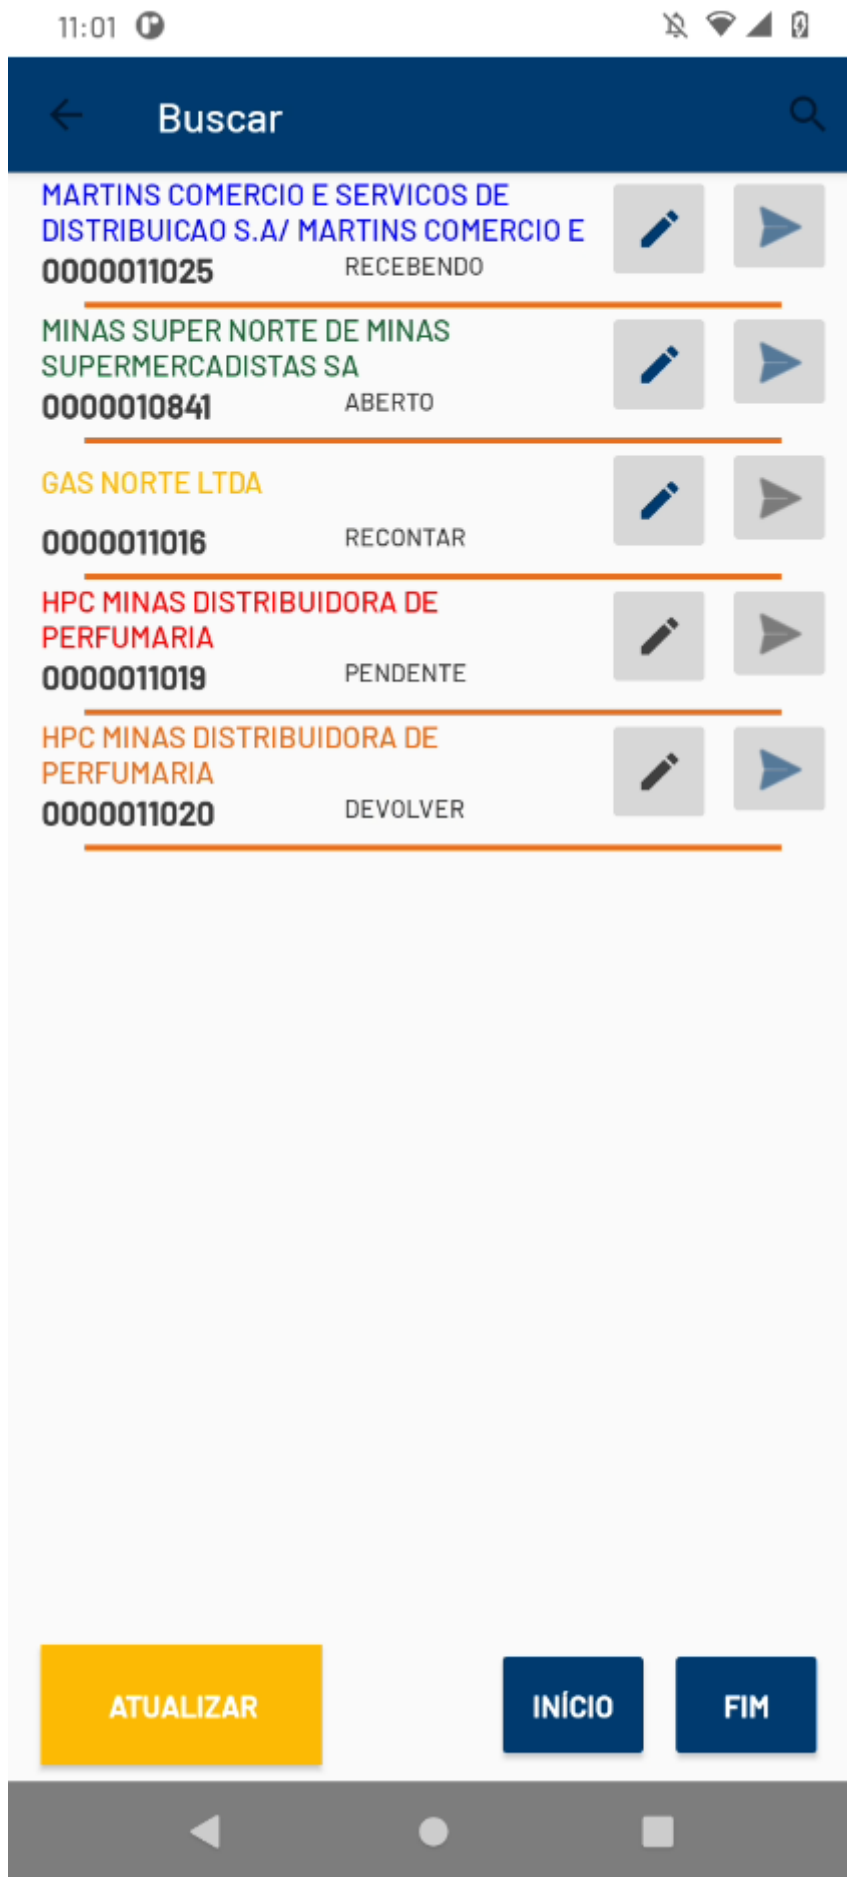 11:01
Buscar
MARTINS COMERCIO E SERVICOS DE
DISTRIBUICAO S.A/ MARTINS COMERCIO E
0000011025 RECEBENDO
MINAS SUPER NORTE DE MINAS
SUPERMERCADISTAS SA
0000010841 ABERTO
GAS NORTE LTDA
0000011016 RECONTAR
HPC MINAS DISTRIBUIDORA DE
PERFUMARIA
0000011019 PENDENTE
HPC MINAS DISTRIBUIDORA DE
PERFUMARIA
0000011020 DEVOLVER
ATUALIZAR INÍCIO FIM